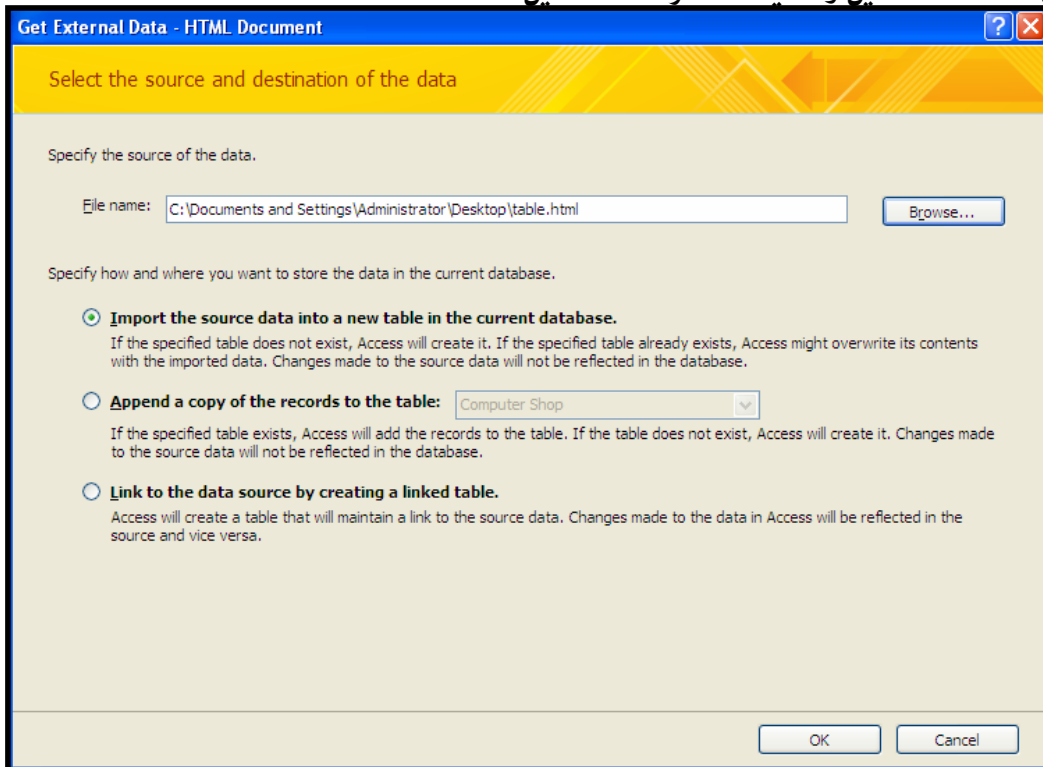 Get External Data - HTML Document
Select the source and destination of the data
Specify the source of the data.
File name: C:\Documents and Settings\Administrator\Desktop\table.html Browse...
Specify how and where you want to store the data in the current database.
Import the source data into a new table in the current database.
If the specified table does not exist, Access will create it. If the specified table already exists, Access might overwrite its contents
with the imported data. Changes made to the source data will not be reflected in the database.
Append a copy of the records to the table: Computer Shop
If the specified table exists, Access will add the records to the table. If the table does not exist, Access will create it. Changes made
to the source data will not be reflected in the database.
Link to the data source by creating a linked table.
Access will create a table that will maintain a link to the source data. Changes made to the data in Access will be reflected in the
source and vice versa.
OK Cancel